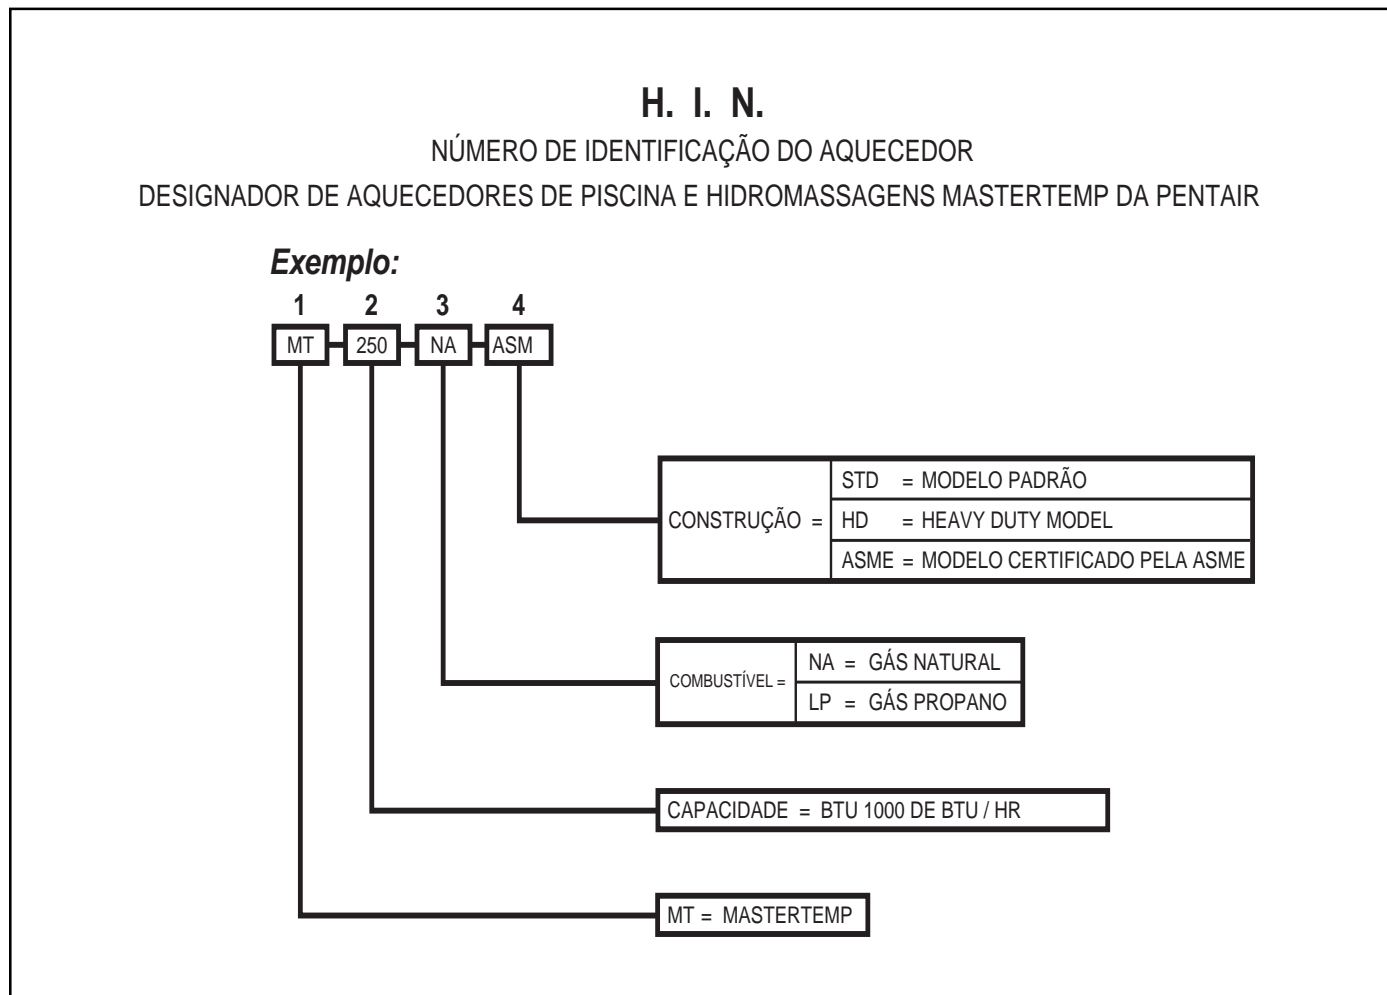 H. I. N.
NÚMERO DE IDENTIFICAÇÃO DO AQUECEDOR
DESIGNADOR DE AQUECEDORES DE PISCINA E HIDROMASSAGENS MASTERTEMP DA PENTAIR
Exemplo:
1 2 3 4
MT 250 NA ASM
CONSTRUÇÃO =
STD = MODELO PADRÃO
HD = HEAVY DUTY MODEL
ASME = MODELO CERTIFICADO PELA ASME
COMBUSTÍVEL =
NA = GÁS NATURAL
LP = GÁS PROPANO
CAPACIDADE = BTU 1000 DE BTU / HR
MT = MASTERTEMP